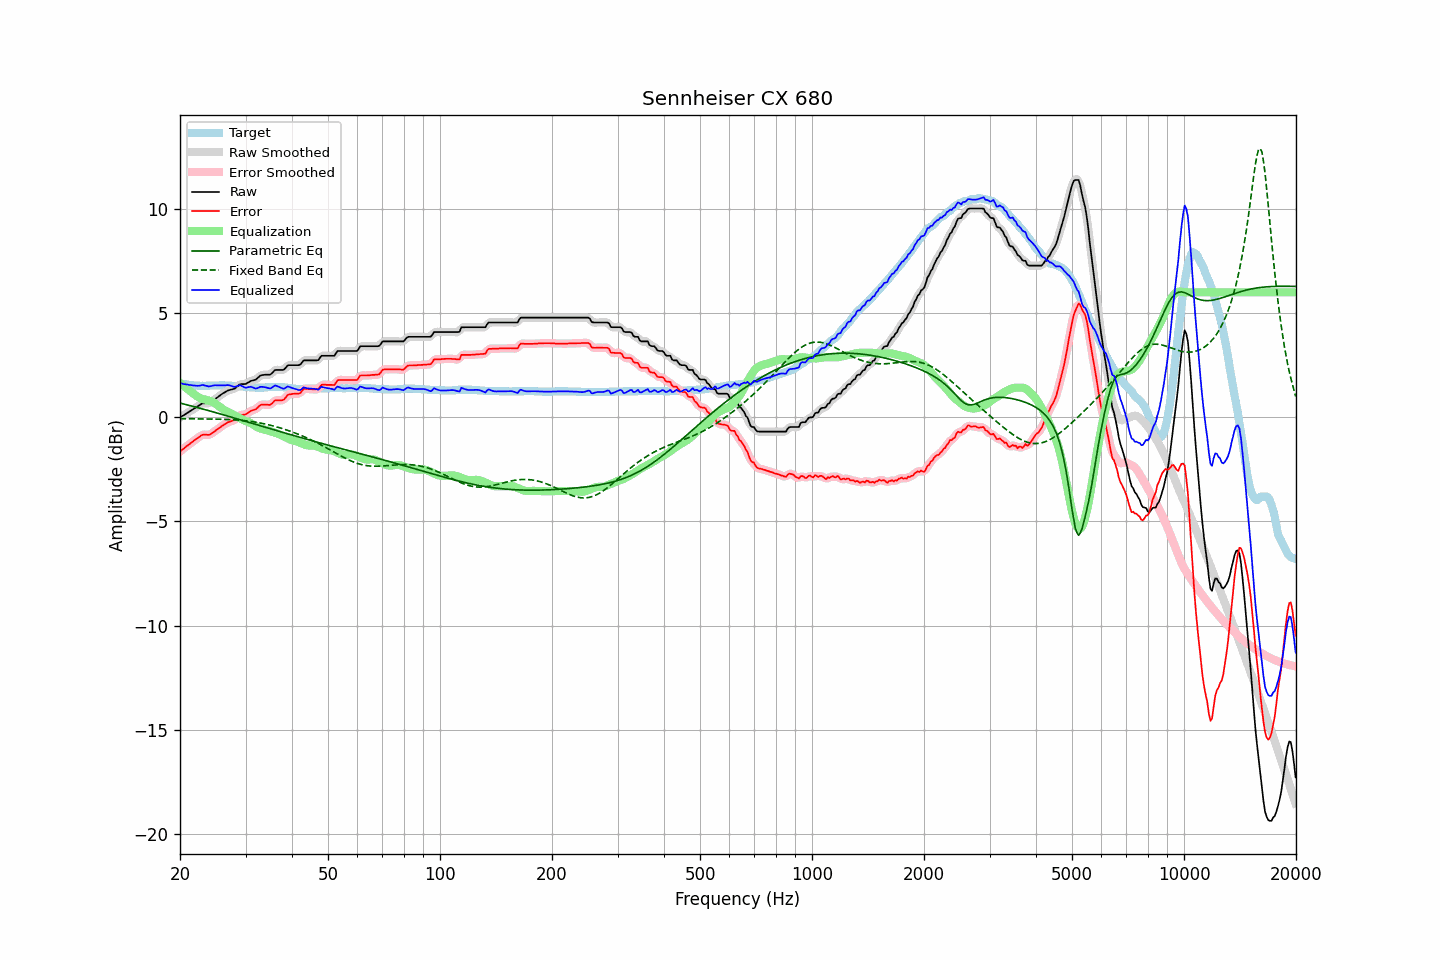 Sennheiser CX 680
Target
Raw Smoothed
Error Smoothed
Raw
Error
Equalization
Parametric Eq
Fixed Band Eq
Equalized
10
5
0
−5
−10
−15
−20
Amplitude (dBr)
20 50 100 200 500 1000 2000 5000 10000 20000
Frequency (Hz)